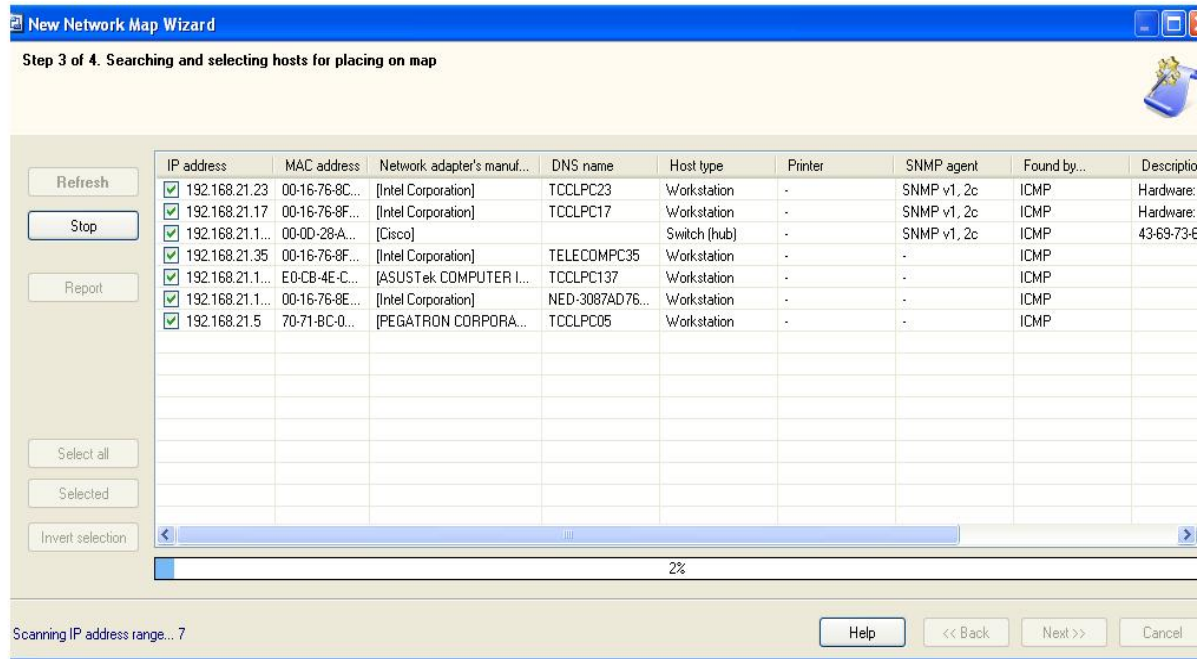 New Network Map Wizard
Step 3 of 4. Searching and selecting hosts for placing on map
Refresh
Stop
Report
Select all
Selected
Invert selection
IP address MAC address Network adapter's manuf... DNS name Host type Printer SNMP agent Found by... Descriptio
192.168.21.23 00-16-76-8C... [Intel Corporation] TCCLPC23 Workstation - SNMP v1, 2c ICMP Hardware:
192.168.21.17 00-16-76-8F... [Intel Corporation] TCCLPC17 Workstation - SNMP v1, 2c ICMP Hardware:
192.168.21.1... 00-0D-28-A... [Cisco] Switch (hub) - SNMP v1, 2c ICMP 43-69-73-6
192.168.21.35 00-16-76-8F... [Intel Corporation] TELECOMPC35 Workstation - - ICMP
192.168.21.1... E0-CB-4E-C... [ASUSTek COMPUTER I... TCCLPC137 Workstation - - ICMP
192.168.21.1... 00-16-76-8E... [Intel Corporation] NED-3087AD76... Workstation - - ICMP
192.168.21.5 70-71-BC-0... [PEGATRON CORPORA... TCCLPC05 Workstation - - ICMP
2%
Scanning IP address range... 7
Help << Back Next >> Cancel